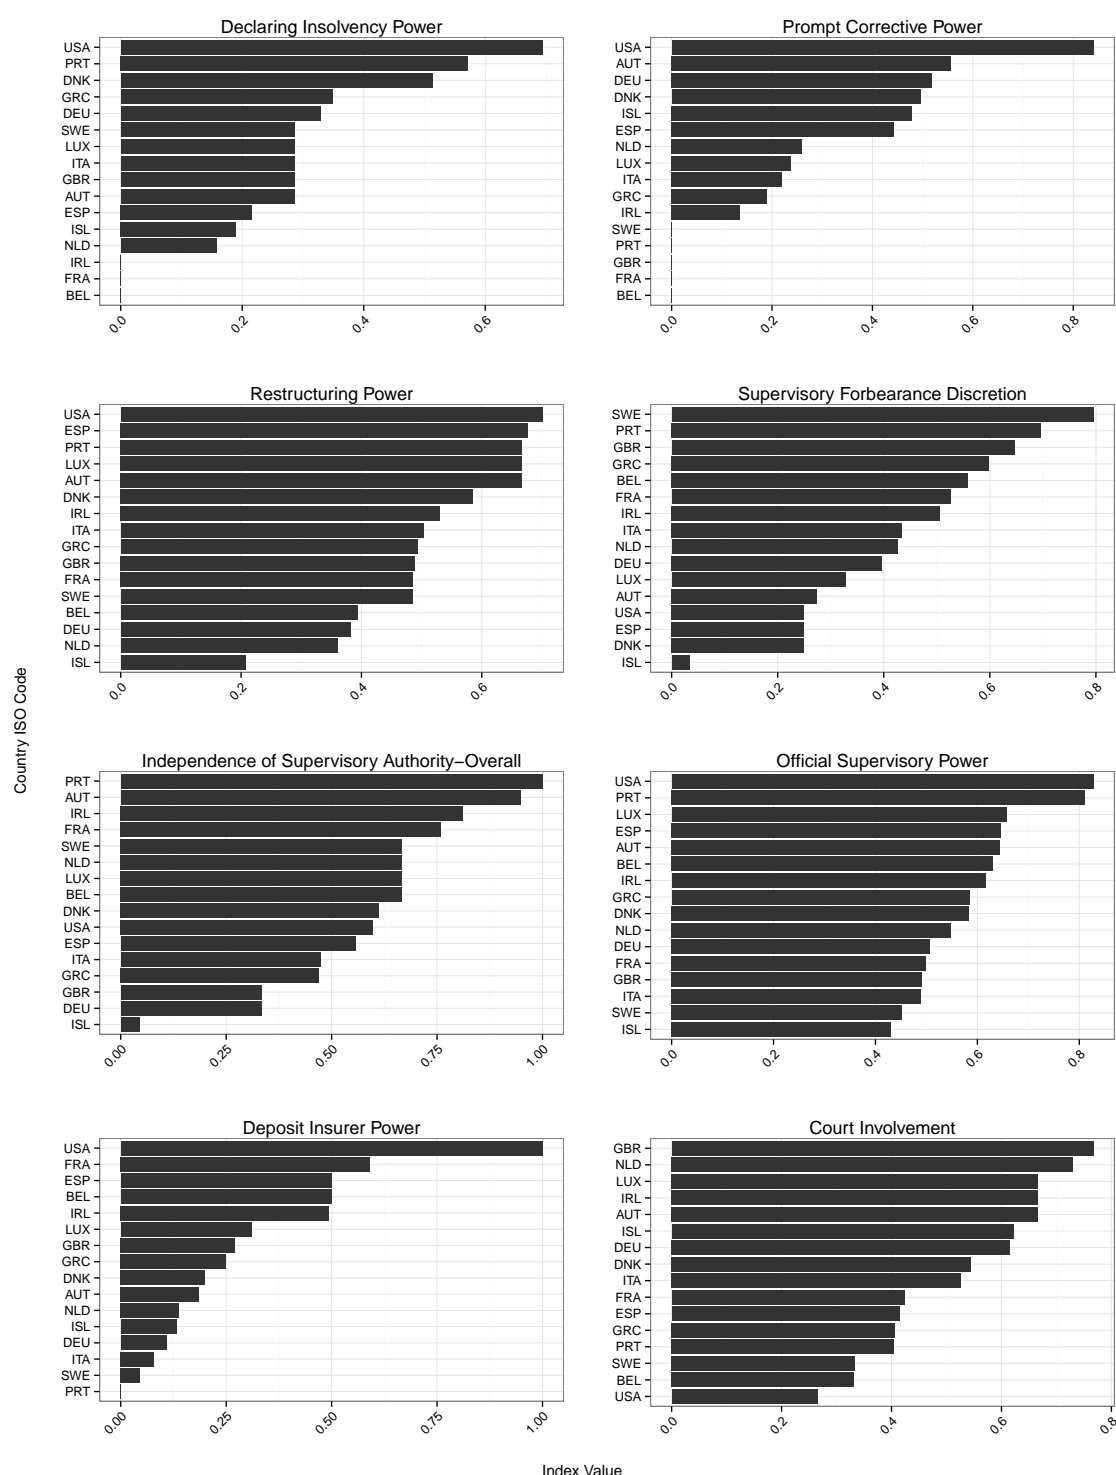 Declaring Insolvency Power
USA
PRT
DNK
GRC
DEU
SWE
LUX
ITA
GBR
AUT
ESP
ISL
NLD
IRL
FRA
BEL
0.0 0.2 0.4 0.6
Prompt Corrective Power
USA
AUT
DEU
DNK
ISL
ESP
NLD
LUX
ITA
GRC
IRL
SWE
PRT
GBR
FRA
BEL
0.0 0.2 0.4 0.6 0.8
Restructuring Power
USA
ESP
PRT
LUX
AUT
DNK
IRL
ITA
GRC
GBR
FRA
SWE
BEL
DEU
NLD
ISL
0.0 0.2 0.4 0.6
Supervisory Forbearance Discretion
SWE
PRT
GBR
GRC
BEL
FRA
IRL
ITA
NLD
DEU
LUX
AUT
USA
ESP
DNK
ISL
0.0 0.2 0.4 0.6 0.8
Country ISO Code
Independence of Supervisory Authority−Overall
PRT
AUT
IRL
FRA
SWE
NLD
LUX
BEL
DNK
USA
ESP
ITA
GRC
GBR
DEU
ISL
0.00 0.25 0.50 0.75 1.00
Official Supervisory Power
USA
PRT
LUX
ESP
AUT
BEL
IRL
GRC
DNK
NLD
DEU
FRA
GBR
ITA
SWE
ISL
0.0 0.2 0.4 0.6 0.8
Deposit Insurer Power
USA
FRA
ESP
BEL
IRL
LUX
GBR
GRC
DNK
AUT
NLD
ISL
DEU
ITA
SWE
PRT
0.00 0.25 0.50 0.75 1.00
Court Involvement
GBR
NLD
LUX
IRL
AUT
ISL
DEU
DNK
ITA
FRA
ESP
GRC
PRT
SWE
BEL
USA
0.0 0.2 0.4 0.6 0.8
Index Value